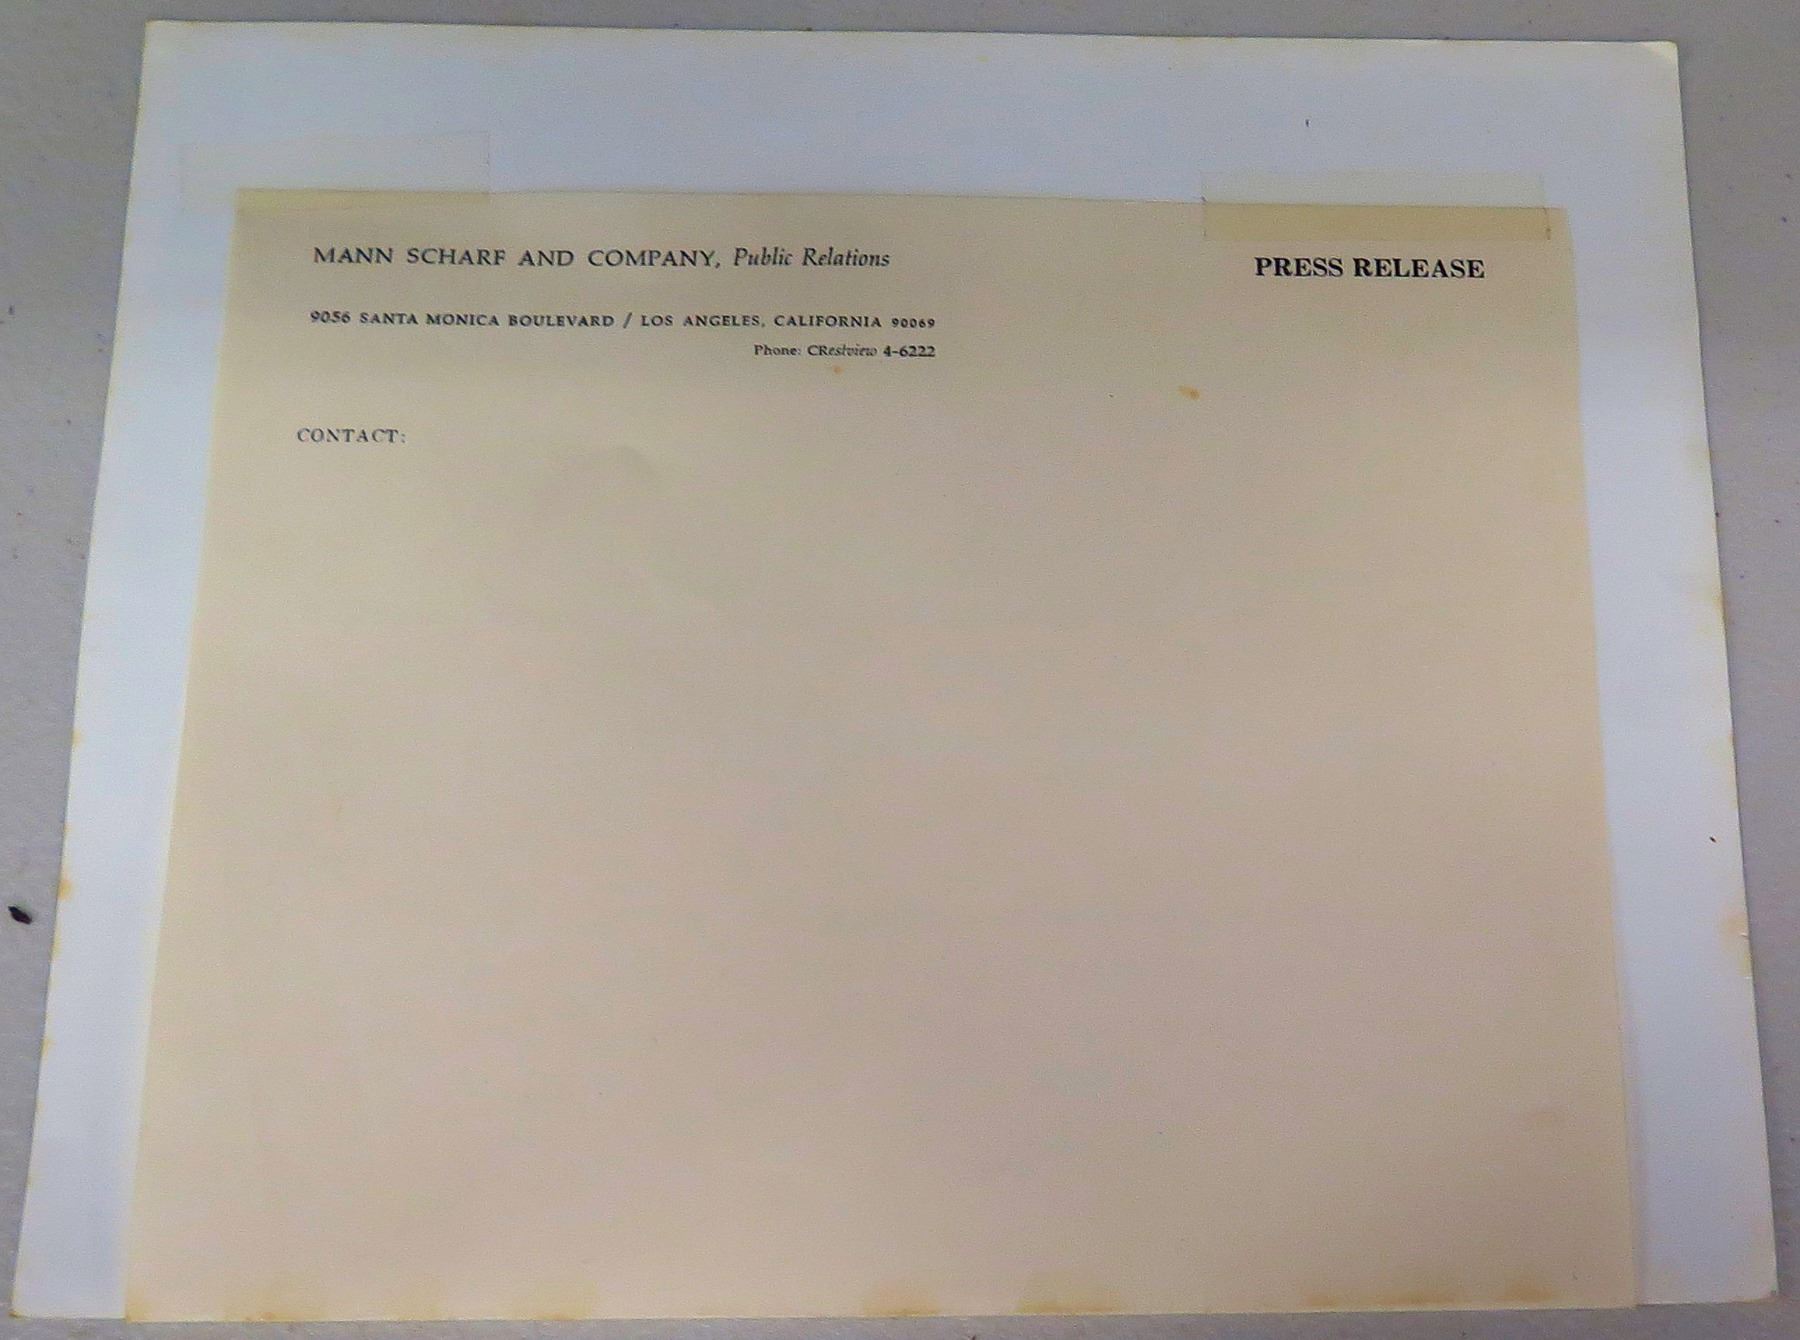 MANN SCHARF AND COMPANY, Public Relations
PRESS RELEASE
9056 SANTA MONICA BOULEVARD / LOS ANGELES, CALIFORNIA 90069
Phone: CRestview 4-6222
CONTACT: